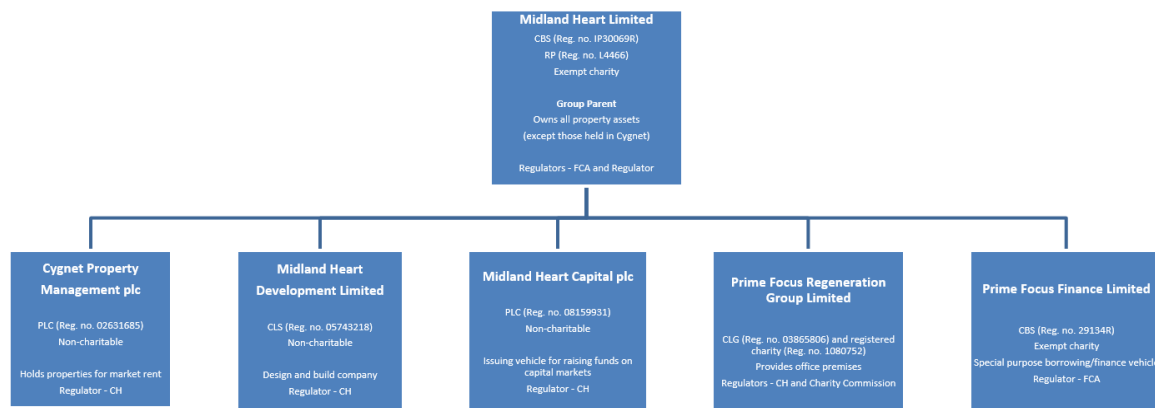 Midland Heart Limited
CBS (Reg. no. IP30069R)
RP (Reg. no. L4466)
Exempt charity
Group Parent
Owns all property assets
(except those held in Cygnet)
Regulators - FCA and Regulator
Cygnet Property
Management plc
PLC (Reg. no. 02631685)
Non-charitable
Holds properties for market rent
Regulator - CH
Midland Heart
Development Limited
CLS (Reg. no. 05743218)
Non-charitable
Design and build company
Regulator - CH
Midland Heart Capital plc
PLC (Reg. no. 08159931)
Non-charitable
Issuing vehicle for raising funds on
capital markets
Regulator - CH
Prime Focus Regeneration
Group Limited
CLG (Reg. no. 03865806) and registered
charity (Reg. no. 1080752)
Provides office premises
Regulators - CH and Charity Commission
Prime Focus Finance Limited
CBS (Reg. no. 29134R)
Exempt charity
Special purpose borrowing/finance vehicle
Regulator - FCA